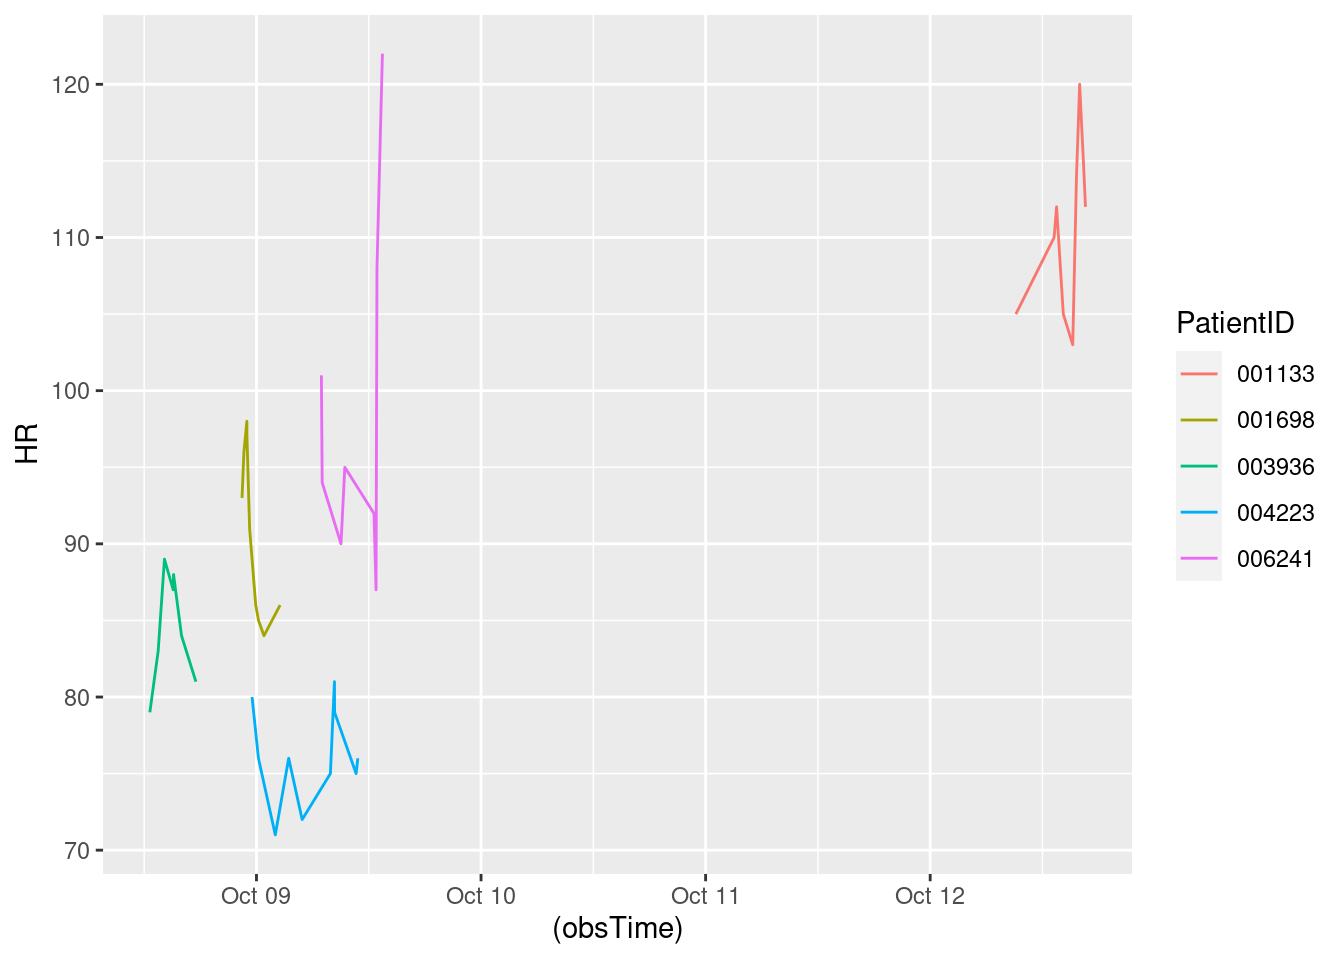 120
110
100
90
80
70
HR
Oct 09
Oct 10
Oct 11
Oct 12
(obsTime)
PatientID
001133
001698
003936
004223
006241